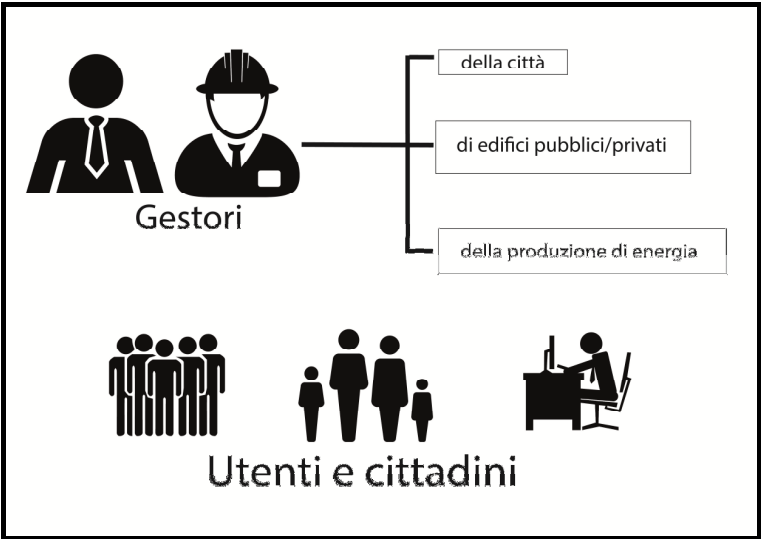 della città
di edifici pubblici/privati
Gestori
della produzione di energia
Utenti e cittadini